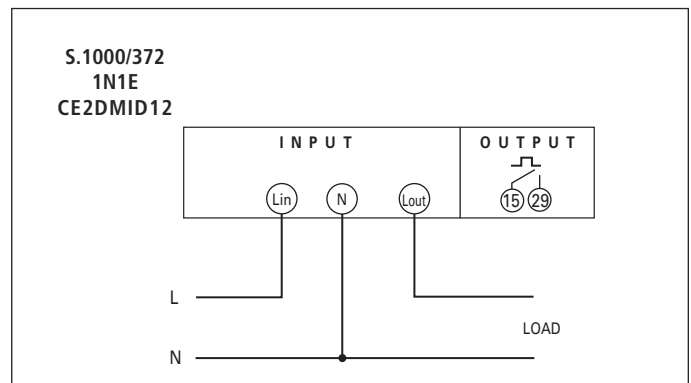 S.1000/372
1N1E
CE2DMID12
INPUT OUTPUT
Lin N Lout 15 29
L
LOAD
N